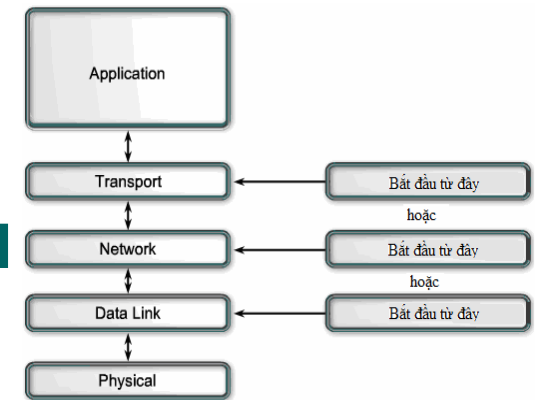 Application
Transport
Bắt đầu từ đây
hoặc
Network
Bắt đầu từ đây
hoặc
Data Link
Bắt đầu từ đây
Physical